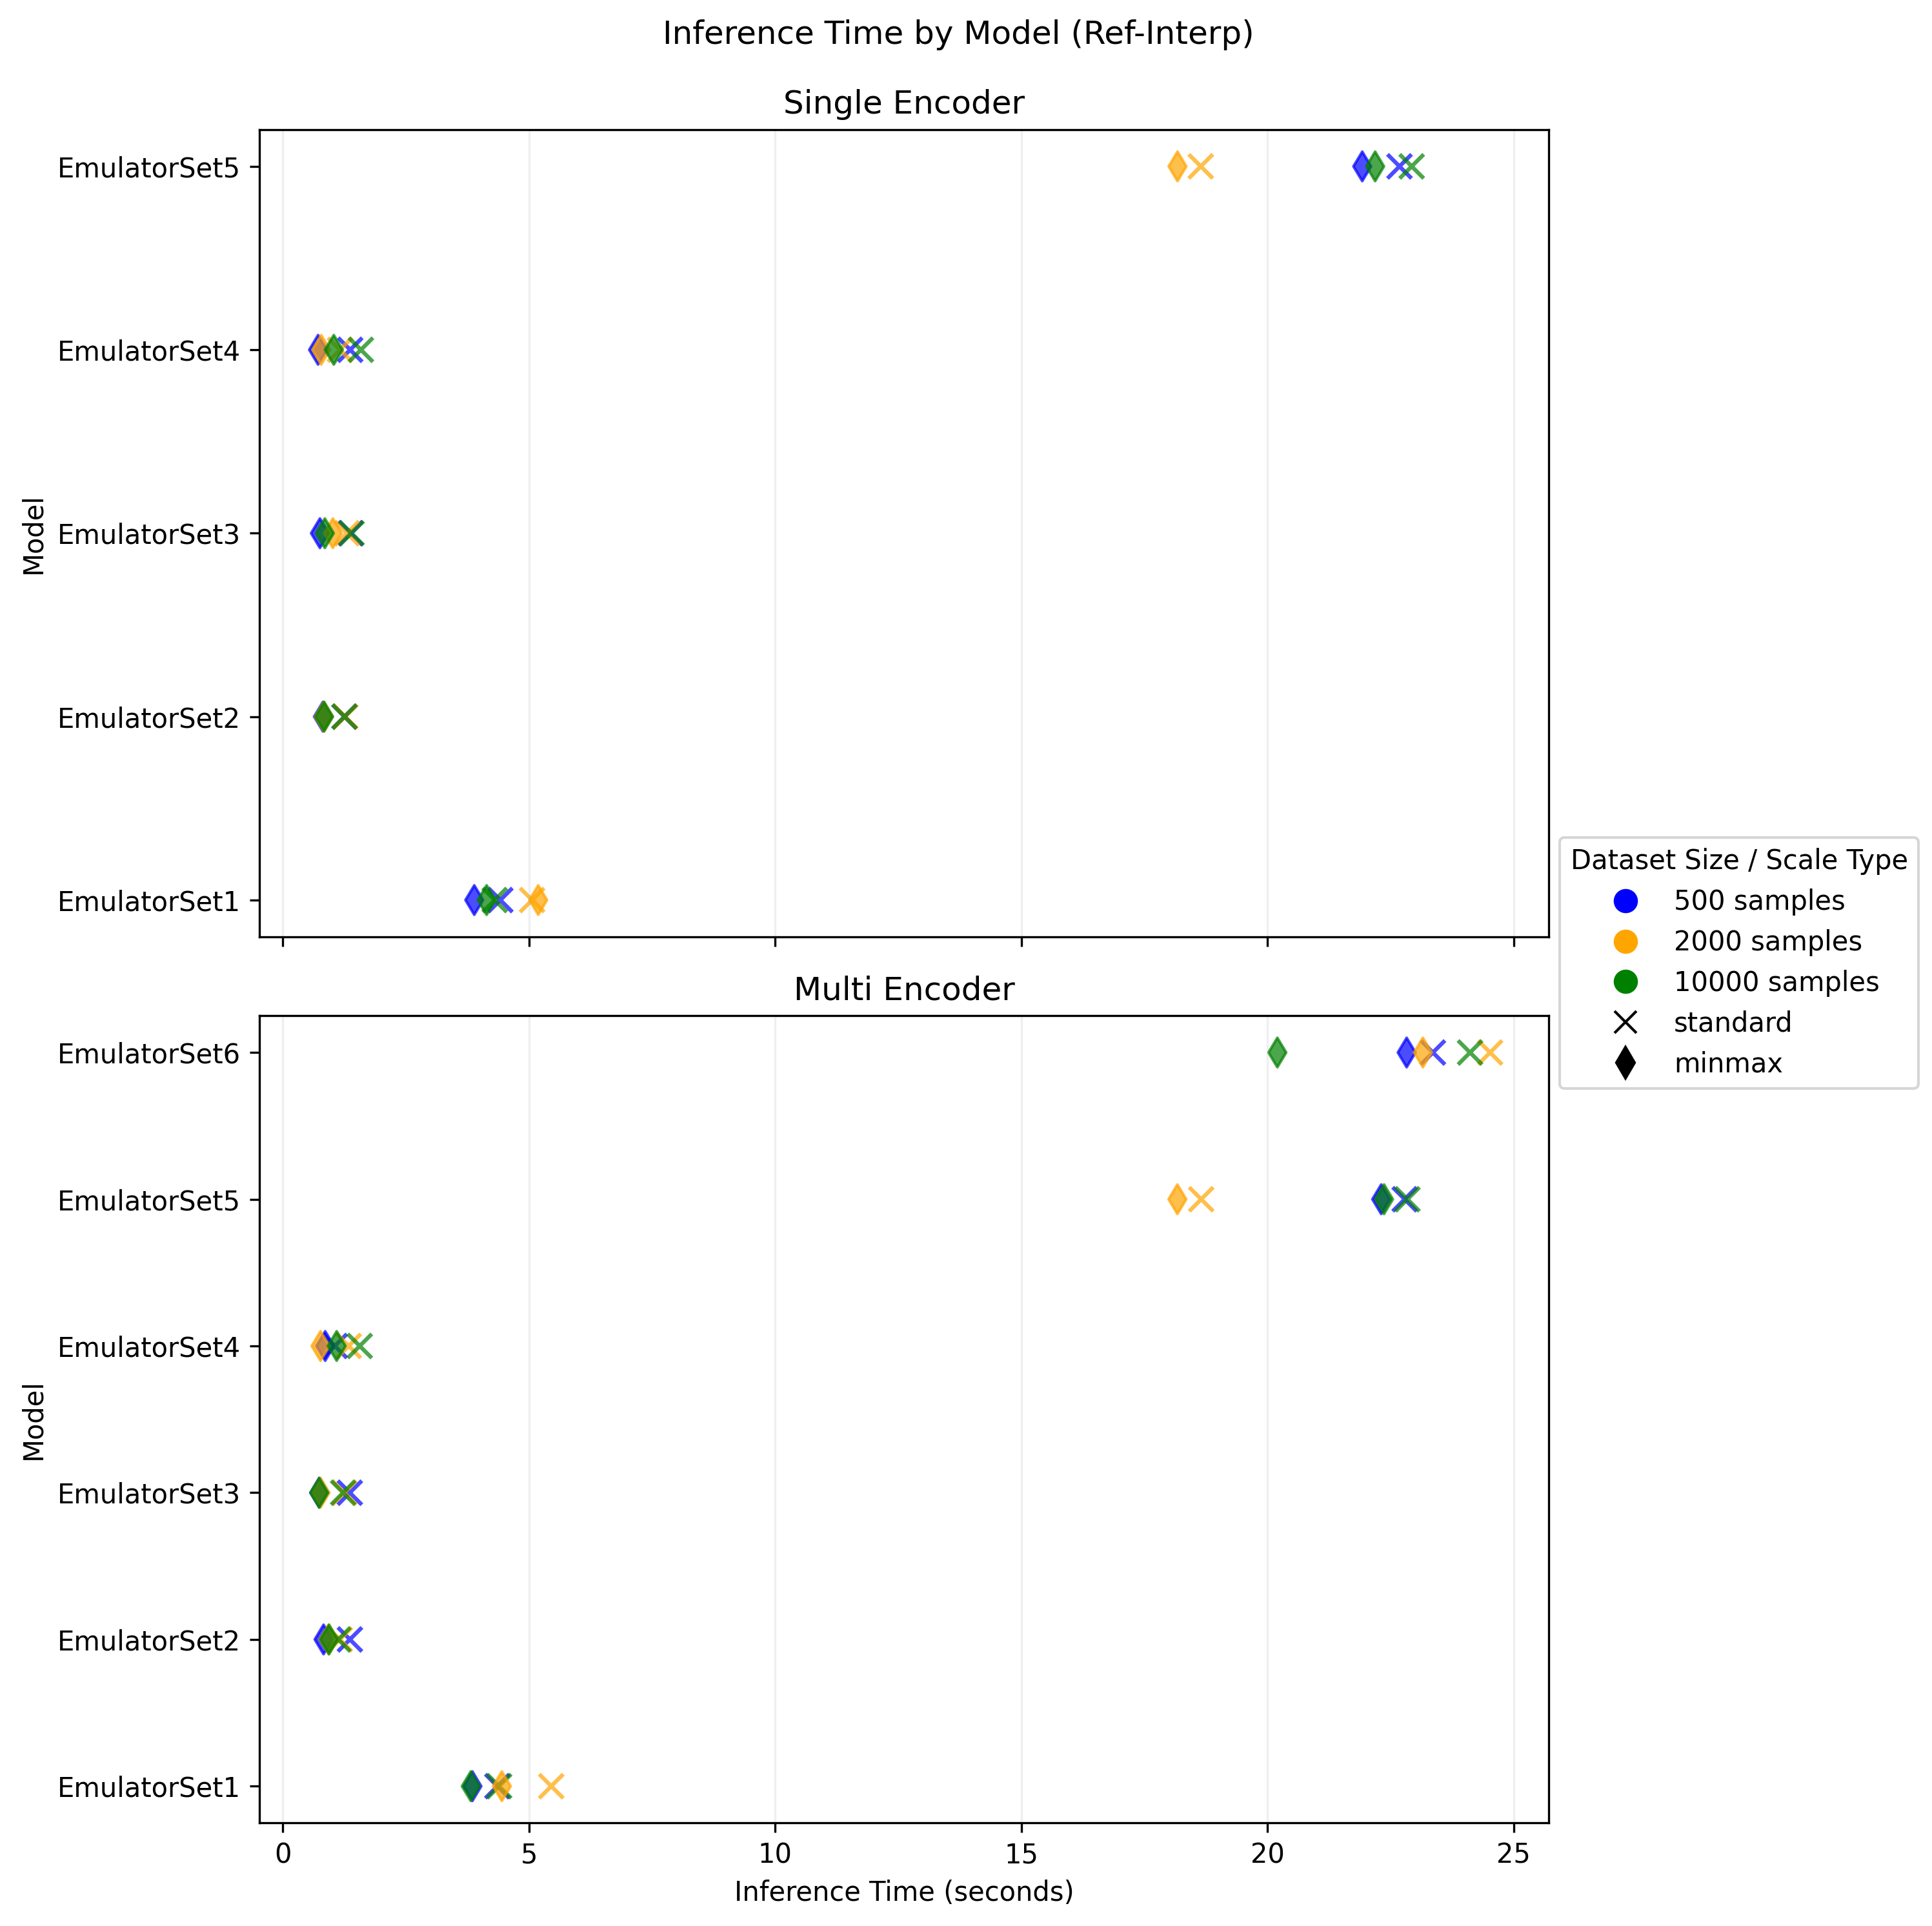 Inference Time by Model (Ref-Interp)
Single Encoder
Model
EmulatorSet5
EmulatorSet4
EmulatorSet3
EmulatorSet2
EmulatorSet1
Dataset Size / Scale Type
500 samples
2000 samples
10000 samples
standard
minmax
Multi Encoder
Model
EmulatorSet6
EmulatorSet5
EmulatorSet4
EmulatorSet3
EmulatorSet2
EmulatorSet1
0 5 10 15 20 25
Inference Time (seconds)